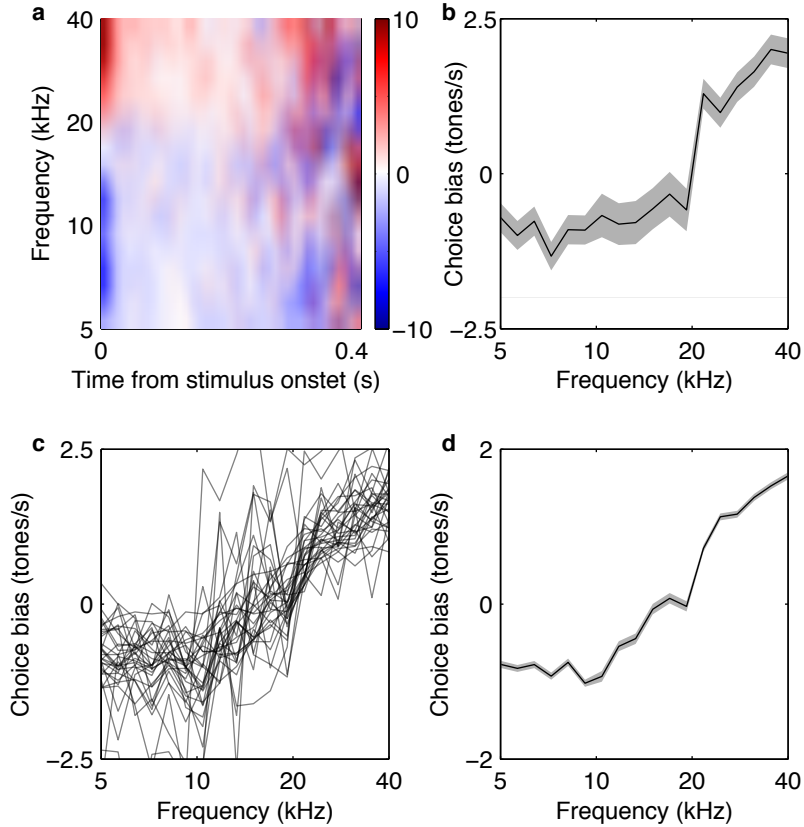 a
40
20
10
5
Frequency (kHz)
0
0.4
Time from stimulus onstet (s)
10
0
−10
b
2.5
0
−2.5
Choice bias (tones/s)
5
10
20
40
Frequency (kHz)
c
2.5
0
−2.5
Choice bias (tones/s)
5
10
20
40
Frequency (kHz)
d
2
0
−2
Choice bias (tones/s)
5
10
20
40
Frequency (kHz)